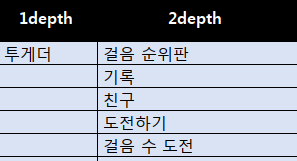 1depth 2depth
투게더 걸음 순위판
기록
친구
도전하기
걸음 수 도전